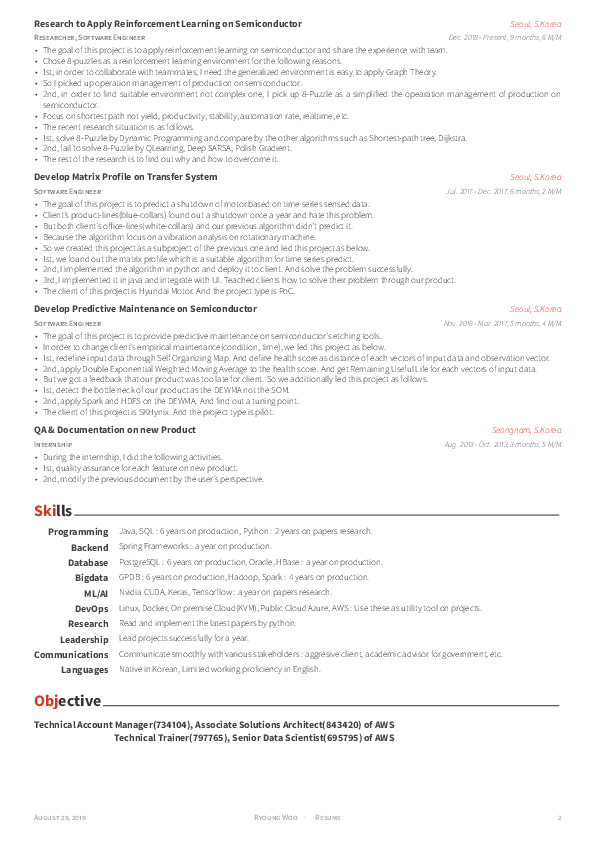 Research to Apply Reinforcement Learning on Semiconductor Seoul, S.Korea
Researcher, Software Engineer Dec. 2018 - Present, 9 months, 6 M/M
• The goal of this project is to apply reinforcement learning on semiconductor and share the experience with team.
• Chose 8-puzzles as a reinforcement learning environment for the following reasons.
• 1st, in order to collaborate with teammates, I need the generalized environment is easy to apply Graph Theory.
• So I picked up operation management of production on semiconductor.
• 2nd, in order to find suitable environment not complex one, I pick up 8-Puzzle as a simplified the opearation management of production on
semiconductor.
• Focus on shortest path not yield, productivity, stability, automation rate, realtime, etc.
• The recent research situation is as follows.
• 1st, solve 8-Puzzle by Dynamic Programming and compare by the other algorithms such as Shortest-path tree, Dijkstra.
• 2nd, fail to solve 8-Puzzle by QLearning, Deep SARSA, Polish Gradient.
• The rest of the research is to find out why and how to overcome it.
Develop Matrix Profile on Transfer System Seoul, S.Korea
Software Engineer Jul. 2017 - Dec. 2017, 6 months, 2 M/M
• The goal of this project is to predict a shutdown of motor based on time series sensed data.
• Client's product-lines(blue-collars) found out a shutdown once a year and hate this problem.
• But both client's office-lines(white-collars) and our previous algorithm didn't predict it.
• Because the algorithm focus on a vibration analysis on rotationary machine.
• So we created this project as a subproject of the previous one and led this project as below.
• 1st, we found out the matrix profile which is a suitable algorithm for time series predict.
• 2nd, I implemented the algorithm in python and deploy it to client. And solve the problem successfully.
• 3rd, I implemented it in java and integrate with UI. Teached clients how to solve their problem through our product.
• The client of this project is Hyundai Motor. And the project type is PoC.
Develop Predictive Maintenance on Semiconductor Seoul, S.Korea
Software Engineer Nov. 2016 - Mar. 2017, 5 months, 4 M/M
• The goal of this project is to provide predictive maintenance on semiconductor's etching tools.
• In order to change client's empirical maintenance(condition, time), we led this project as below.
• 1st, redefine input data through Self Organizing Map. And define health score as distance of each vectors of input data and observation vector.
• 2nd, apply Double Exponential Weighted Moving Average to the health score. And get Remaining Useful Life for each vectors of input data.
• But we got a feedback that our product was too late for client. So we additionally led this project as follows.
• 1st, detect the bottle neck of our product as the DEWMA not the SOM.
• 2nd, apply Spark and HDFS on the DEWMA. And find out a tuning point.
• The client of this project is SKHynix. And the project type is pilot.
QA & Documentation on new Product Seongnam, S.Korea
Internship Aug. 2013 - Oct. 2013, 3 months, 5 M/M
• During the internship, I did the following activities.
• 1st, quality assurance for each feature on new product.
• 2nd, modify the previous document by the user's perspective.
Skills
Programming Java, SQL : 6 years on production, Python : 2 years on papers research.
Backend Spring Frameworks : a year on production.
Database PostgreSQL : 6 years on production, Oracle, HBase : a year on production.
Bigdata GPDB : 6 years on production, Hadoop, Spark : 4 years on production.
ML/AI Nvidia CUDA, Keras, Tensorflow : a year on papers research.
DevOps Linux, Docker, On premise Cloud(KVM), Public Cloud Azure, AWS : Use these as utility tool on projects.
Research Read and implement the latest papers by python.
Leadership Lead projects successful for a year.
Communications Communicate smoothly with various stakeholders : aggresive client, academic advisor for government, etc.
Languages Native in Korean, Limited working proficiency in English.
Objective
Technical Account Manager(734104), Associate Solutions Architect(843420) of AWS
Technical Trainer(797765), Senior Data Scientist(695795) of AWS
August 29, 2019 Ryoung Woo · Resume 2